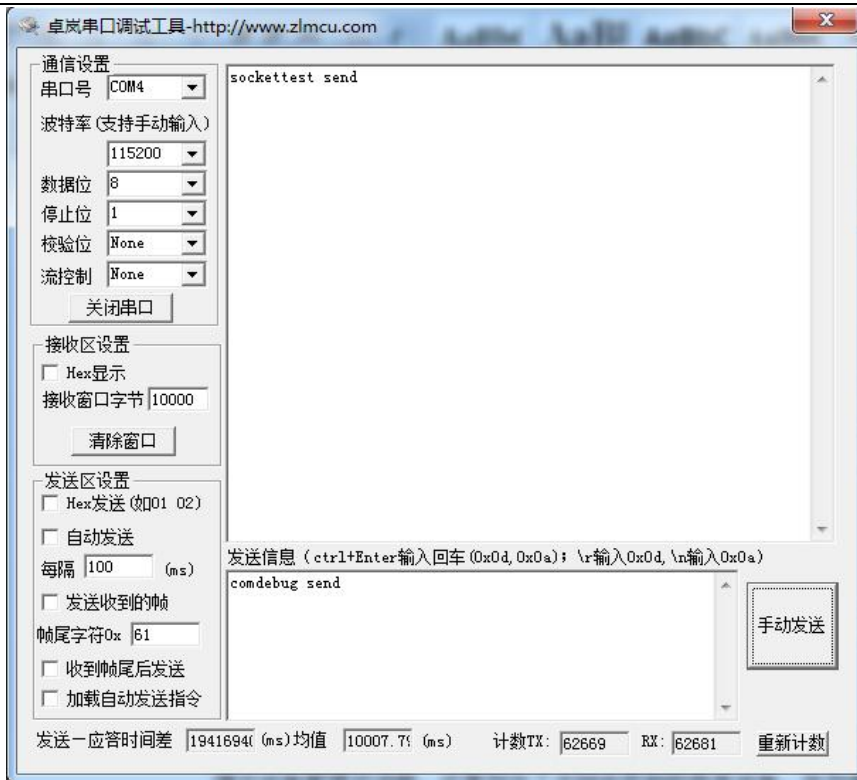 卓岚串口调试工具-http://www.zlmcu.com
通信设置
串口号 COM4
波特率(支持手动输入)
115200
数据位 8
停止位 1
校验位 None
流控制 None
关闭串口
接收区设置
Hex显示
接收窗口字节 10000
清除窗口
发送区设置
Hex发送(如01 02)
自动发送
每隔 100 (ms)
发送收到的帧
帧尾字符0x 61
收到帧尾后发送
加载自动发送指令
sockettest send
发送信息(ctrl+Enter输入回车(0x0d,0x0a); \r输入0x0d,\n输入0x0a)
comdebug send
手动发送
发送一应答时间差 (ms)均值 (ms) 计数TX: 62669 RX: 62681 重新计数